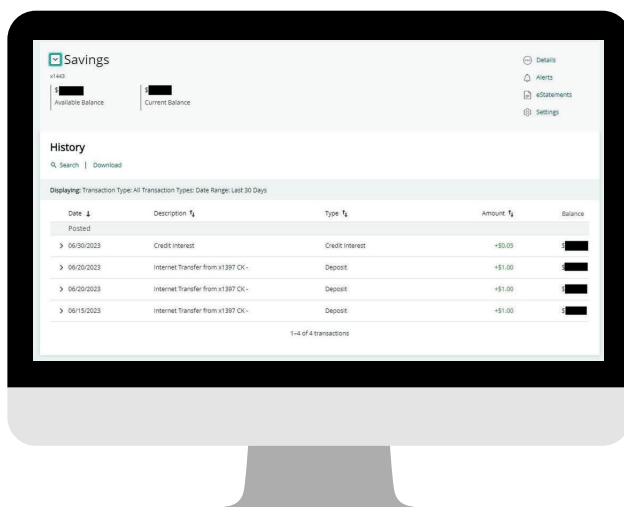 Savings
x1443
$ $
Available Balance Current Balance
Details
Alerts
eStatements
Settings
History
Search | Download
Displaying: Transaction Type: All Transaction Types: Date Range: Last 30 Days
Date Description Type Amount Balance
Posted
06/30/2023 Credit Interest Credit Interest +$0.05 $
06/20/2023 Internet Transfer from x1397 CK - Deposit +$1.00 $
06/20/2023 Internet Transfer from x1397 CK - Deposit +$1.00 $
06/15/2023 Internet Transfer from x1397 CK - Deposit +$1.00 $
1-4 of 4 transactions